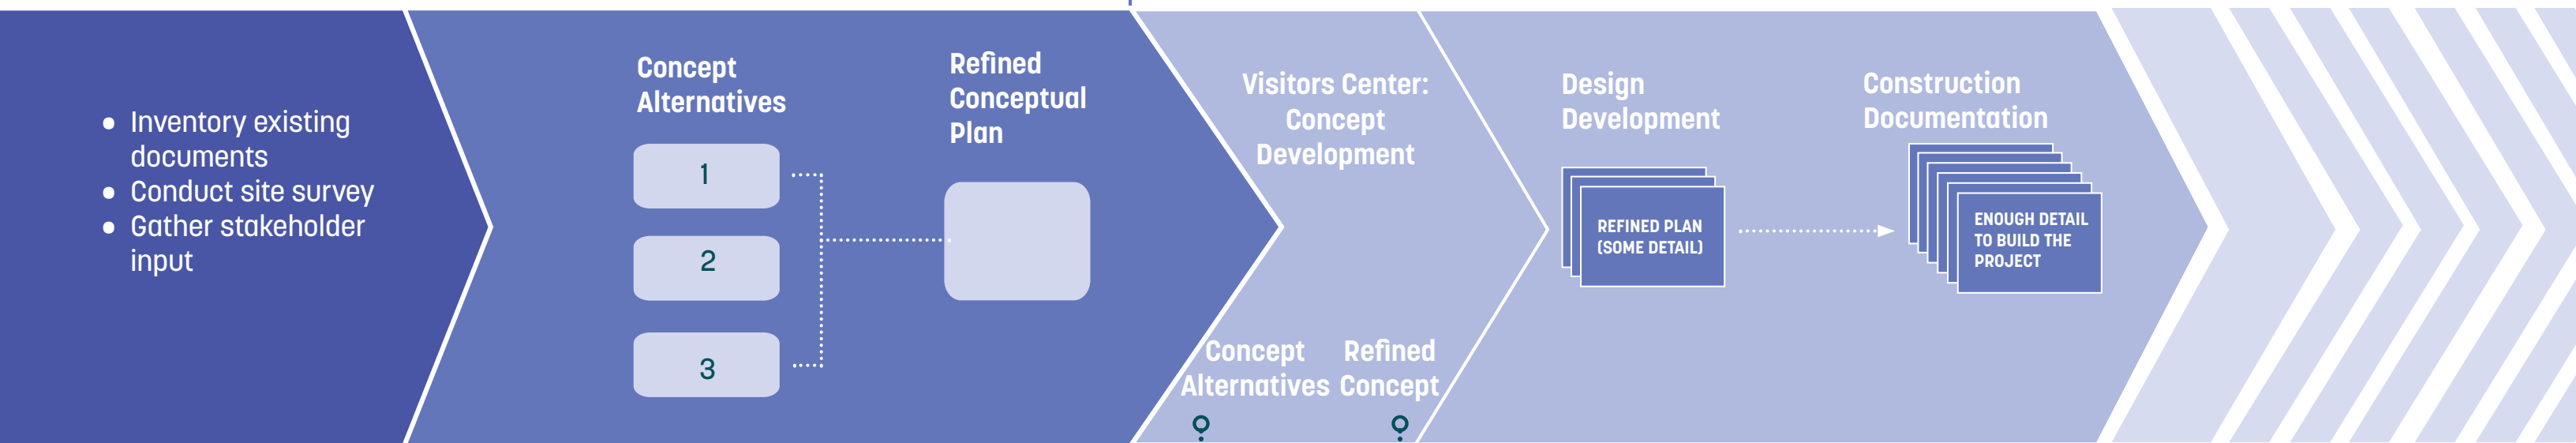 • Inventory existing
documents
• Conduct site survey
• Gather stakeholder
input
Concept
Alternatives
1
2
3
Refined
Conceptual
Plan
Visitors Center:
Concept
Development
Concept
Alternatives
Refined
Concept
Design
Development
REFINED PLAN
(SOME DETAIL)
Construction
Documentation
ENOUGH DETAIL
TO BUILD THE
PROJECT